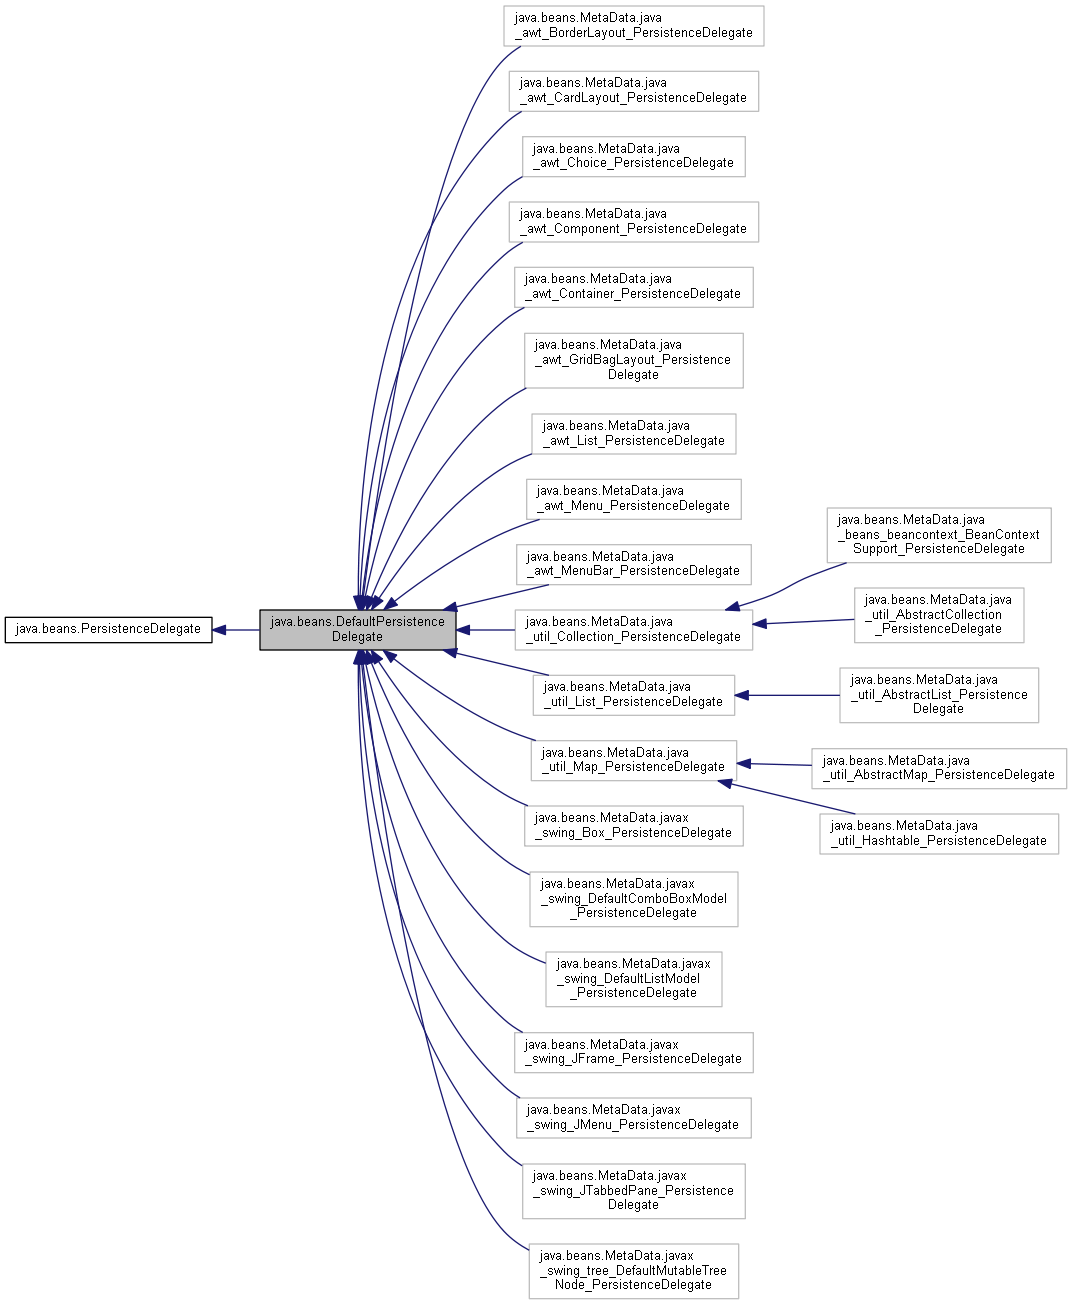 java.beans.MetaData.java
_awt_BorderLayout_PersistenceDelegate
java.beans.MetaData.java
_awt_CardLayout_PersistenceDelegate
java.beans.MetaData.java
_awt_Choice_PersistenceDelegate
java.beans.MetaData.java
_awt_Component_PersistenceDelegate
java.beans.MetaData.java
_awt_Container_PersistenceDelegate
java.beans.MetaData.java
_awt_GridBagLayout_Persistence
Delegate
java.beans.MetaData.java
_awt_List_PersistenceDelegate
java.beans.MetaData.java
_awt_Menu_PersistenceDelegate
java.beans.MetaData.java
_awt_MenuBar_PersistenceDelegate
java.beans.PersistenceDelegate
java.beans.DefaultPersistence
Delegate
java.beans.MetaData.java
_util_Collection_PersistenceDelegate
java.beans.MetaData.java
_beans_beancontext_BeanContext
Support_PersistenceDelegate
java.beans.MetaData.java
_util_AbstractCollection
_PersistenceDelegate
java.beans.MetaData.java
_util_List_PersistenceDelegate
java.beans.MetaData.java
_util_AbstractList_Persistence
Delegate
java.beans.MetaData.java
_util_Map_PersistenceDelegate
java.beans.MetaData.java
_util_AbstractMap_PersistenceDelegate
java.beans.MetaData.java
_util_Hashtable_PersistenceDelegate
java.beans.MetaData.javax
_swing_Box_PersistenceDelegate
java.beans.MetaData.javax
_swing_DefaultComboBoxModel
_PersistenceDelegate
java.beans.MetaData.javax
_swing_DefaultListModel
_PersistenceDelegate
java.beans.MetaData.javax
_swing_JFrame_PersistenceDelegate
java.beans.MetaData.javax
_swing_JMenu_PersistenceDelegate
java.beans.MetaData.javax
_swing_JTabbedPane_Persistence
Delegate
java.beans.MetaData.javax
_swing_tree_DefaultMutableTree
Node_PersistenceDelegate